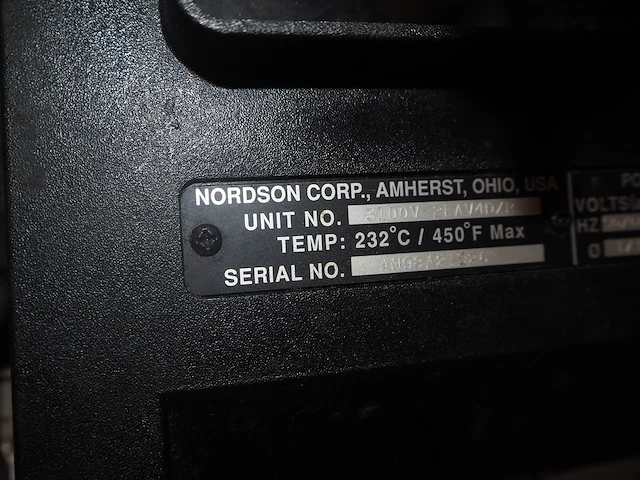 NORDSON CORP., AMHERST, OHIO, USA
UNIT NO.
TEMP: 232°C / 450°F Max
SERIAL NO.
VOLTS
HZ
Ø